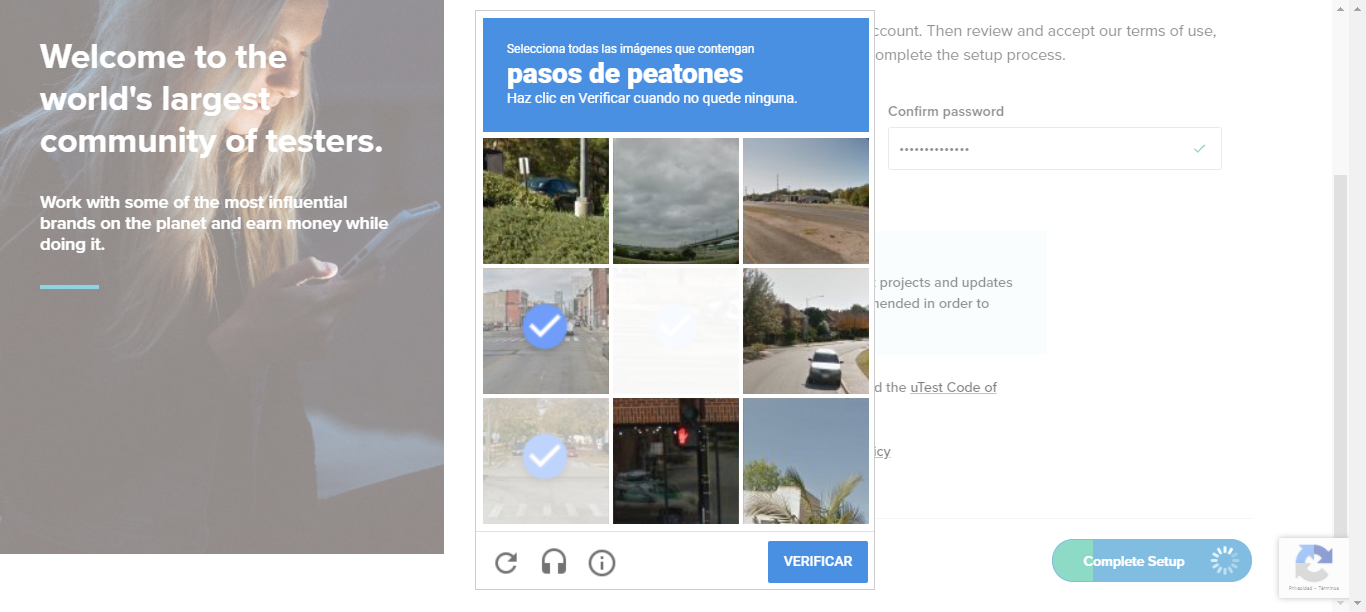 Welcome to the
world's largest
community of testers.
Work with some of the most influential
brands on the planet and earn money while
doing it.
Selecciona todas las imágenes que contengan
pasos de peatones
Haz clic en Verificar cuando no quede ninguna.
VERIFICAR
ccount. Then review and accept our terms of use,
omplete the setup process.
Confirm password
••••••••••••••
projects and updates
nended in order to
d the uTest Code of
icy
Complete Setup
Privacidad - Términos